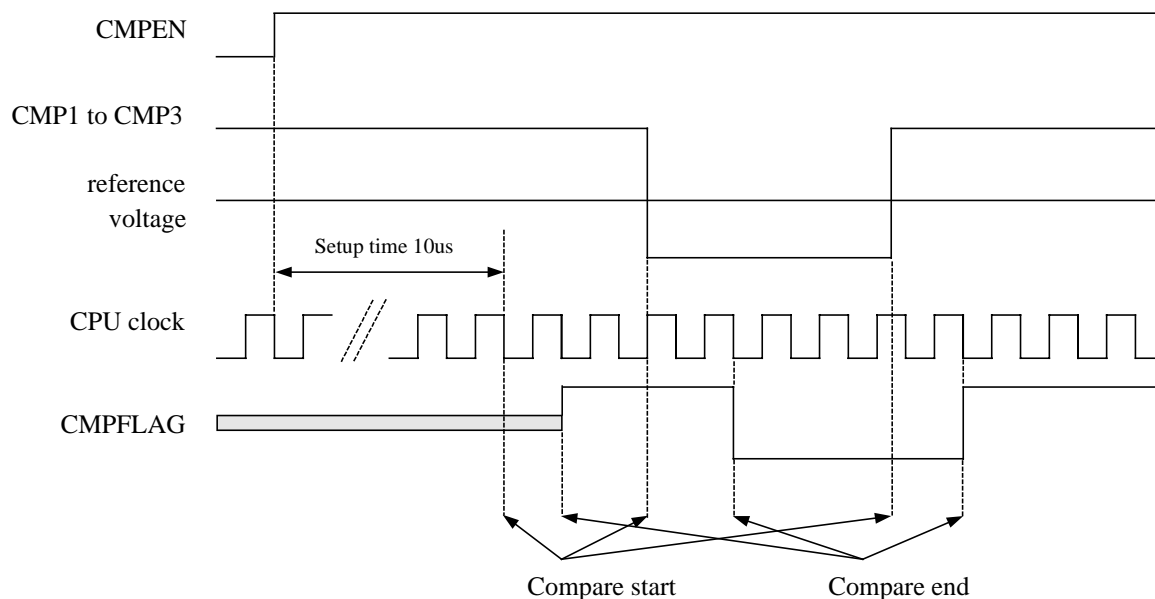 CMPEN
CMP1 to CMP3
reference
voltage
Setup time 10us
CPU clock
CMPFLAG
Compare start
Compare end